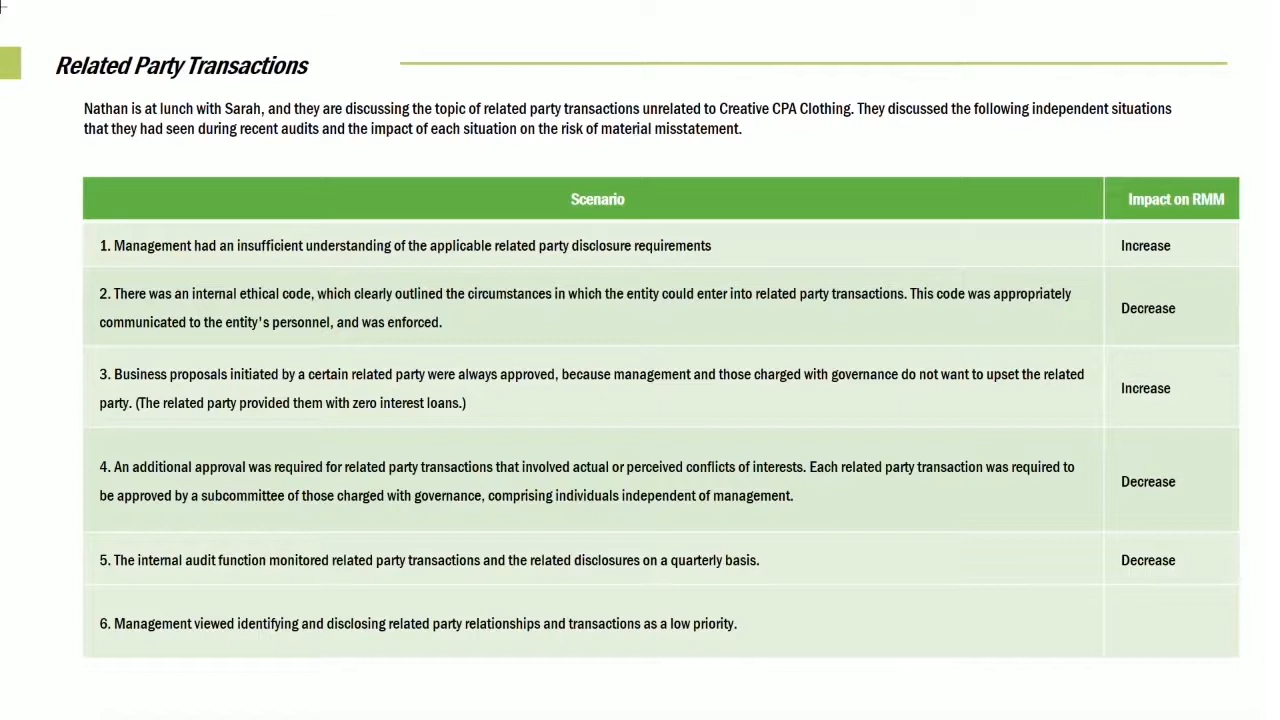 Related Party Transactions
Nathan is at lunch with Sarah, and they are discussing the topic of related party transactions unrelated to Creative CPA Clothing. They discussed the following independent situations
that they had seen during recent audits and the impact of each situation on the risk of material misstatement.
Scenario
Impact on RMM
1. Management had an insufficient understanding of the applicable related party disclosure requirements
Increase
2. There was an internal ethical code, which clearly outlined the circumstances in which the entity could enter into related party transactions. This code was appropriately
communicated to the entity's personnel, and was enforced.
Decrease
3. Business proposals initiated by a certain related party were always approved, because management and those charged with governance do not want to upset the related
party. (The related party provided them with zero interest loans.)
Increase
4. An additional approval was required for related party transactions that involved actual or perceived conflicts of interests. Each related party transaction was required to
be approved by a subcommittee of those charged with governance, comprising individuals independent of management.
Decrease
5. The internal audit function monitored related party transactions and the related disclosures on a quarterly basis.
Decrease
6. Management viewed identifying and disclosing related party relationships and transactions as a low priority.